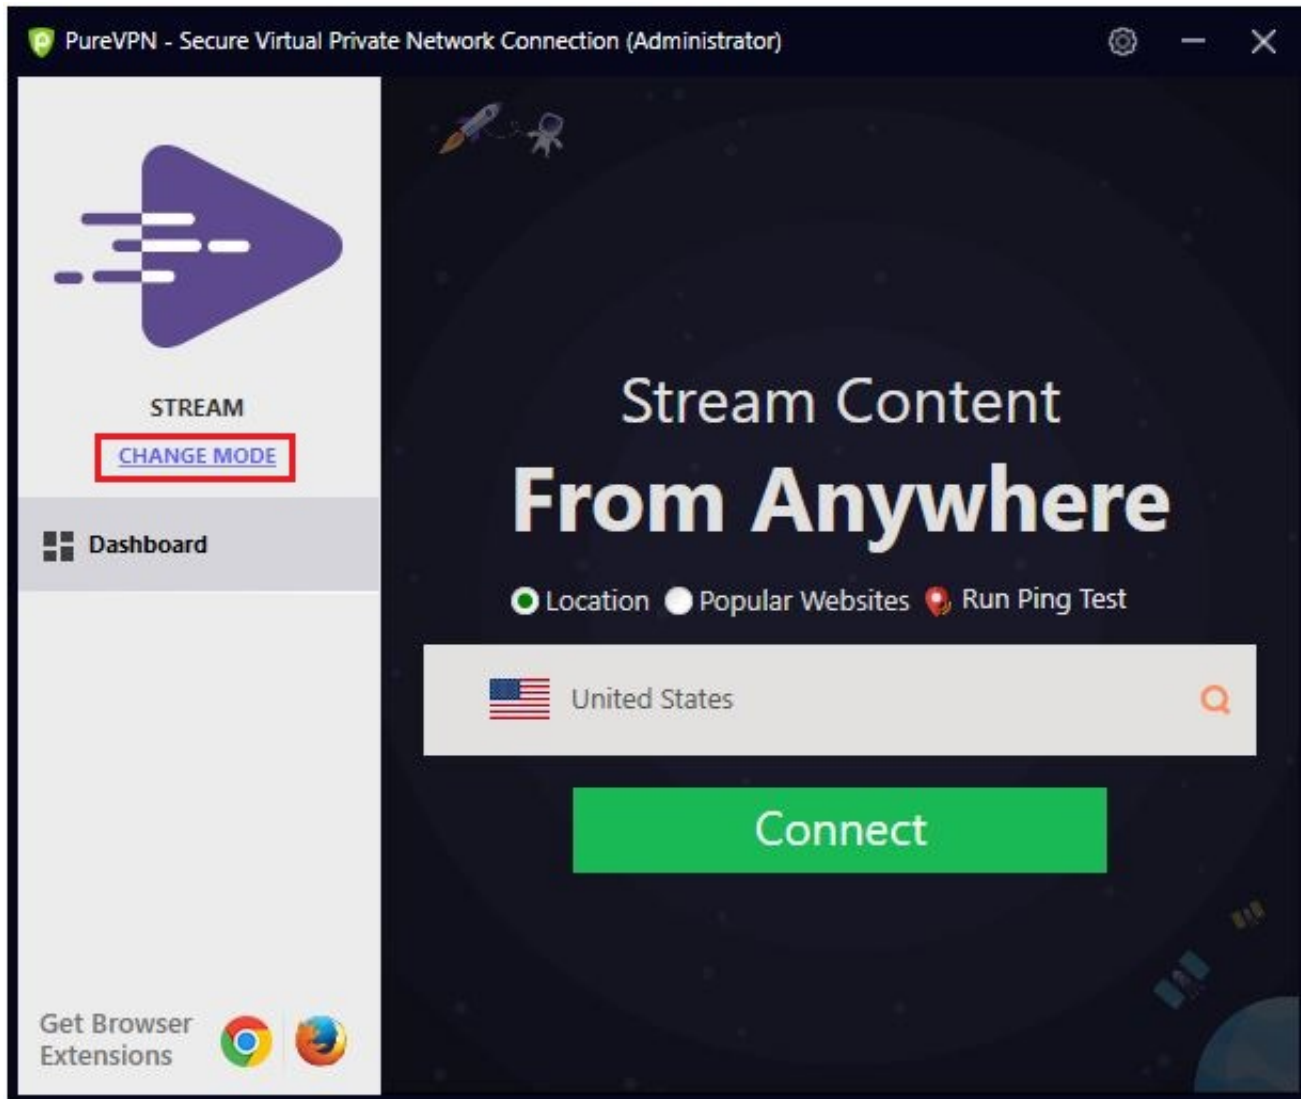 PureVPN - Secure Virtual Private Network Connection (Administrator)
STREAM
CHANGE MODE
Dashboard
Get Browser
Extensions
Stream Content
From Anywhere
Location Popular Websites Run Ping Test
United States
Connect